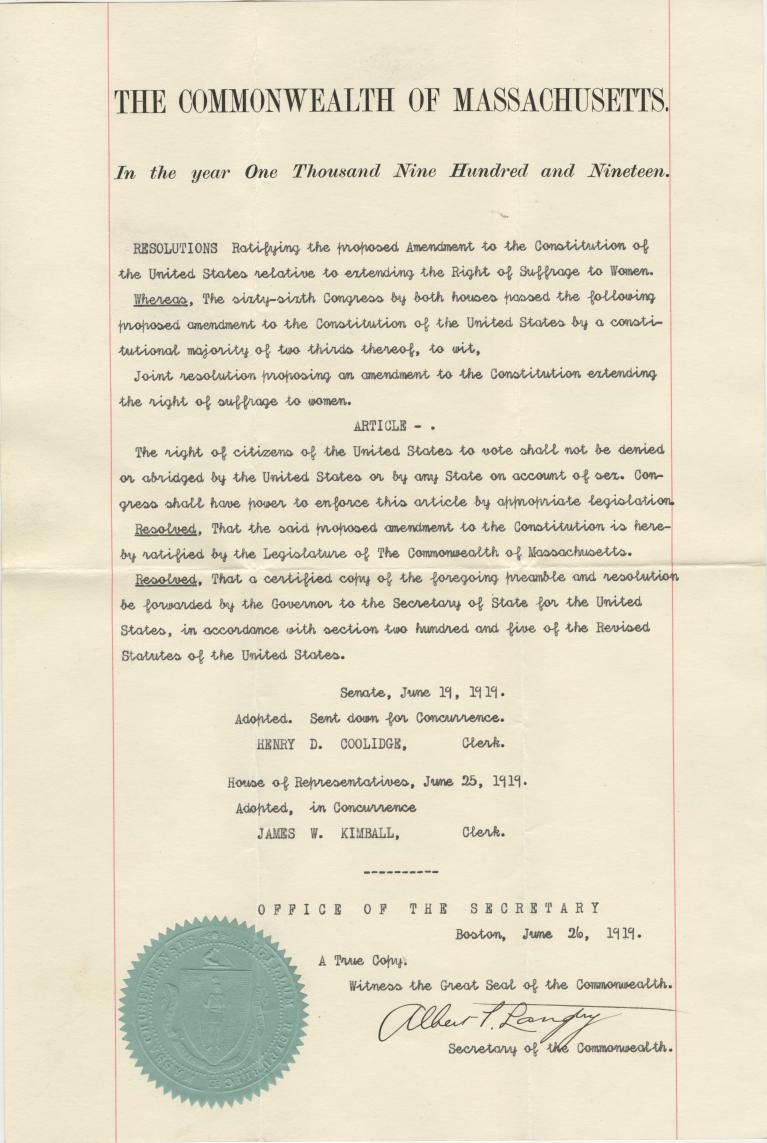 THE COMMONWEALTH OF MASSACHUSETTS.
In the year One Thousand Nine Hundred and Nineteen.
RESOLUTIONS Ratifying the proposed Amendment to the Constitution of
the United States relative to extending the Right of Suffrage to Women.
Whereas, The sixty-sixth Congress by both houses passed the following
proposed amendment to the Constitution of the United States by a consti-
tutional majority of two thirds thereof, to wit,
Joint resolution proposing an amendment to the Constitution extending
the right of suffrage to women.
ARTICLE - .
The right of citizens of the United States to vote shall not be denied
or abridged by the United States or by any State on account of sex. Con-
gress shall have power to enforce this article by appropriate legislation.
Resolved, That the said proposed amendment to the Constitution is here-
by ratified by the Legislature of The Commonwealth of Massachusetts.
Resolved, That a certified copy of the foregoing preamble and resolution
be forwarded by the Governor to the Secretary of State for the United
States, in accordance with section two hundred and five of the Revised
Statutes of the United States.
Senate, June 19, 1919.
Adopted. Sent down for Concurrence.
HENRY D. COOLIDGE, Clerk.
House of Representatives, June 25, 1919.
Adopted, in Concurrence
JAMES W. KIMBALL, Clerk.
----------
OFFICE OF THE SECRETARY
Boston, June 26, 1919.
A True Copy.
Witness the Great Seal of the Commonwealth.
Albert P. Langtry
Secretary of the Commonwealth.
SIGILLUM REIPUBLICÆ MASSACHUSETTENSIS